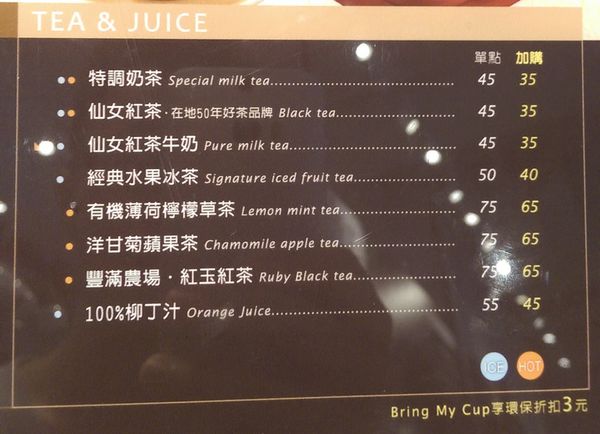 TEA & JUICE
單點 加購
特調奶茶 Special milk tea 45 35
仙女紅茶・在地50年好茶品牌 Black tea 45 35
仙女紅茶牛奶 Pure milk tea 45 35
經典水果冰茶 Signature iced fruit tea 50 40
有機薄荷檸檬草茶 Lemon mint tea 75 65
洋甘菊蘋果茶 Chamomile apple tea 75 65
豐滿農場・紅玉紅茶 Ruby Black tea 75 65
100%柳丁汁 Orange Juice 55 45
ICE HOT
Bring My Cup享環保折扣3元